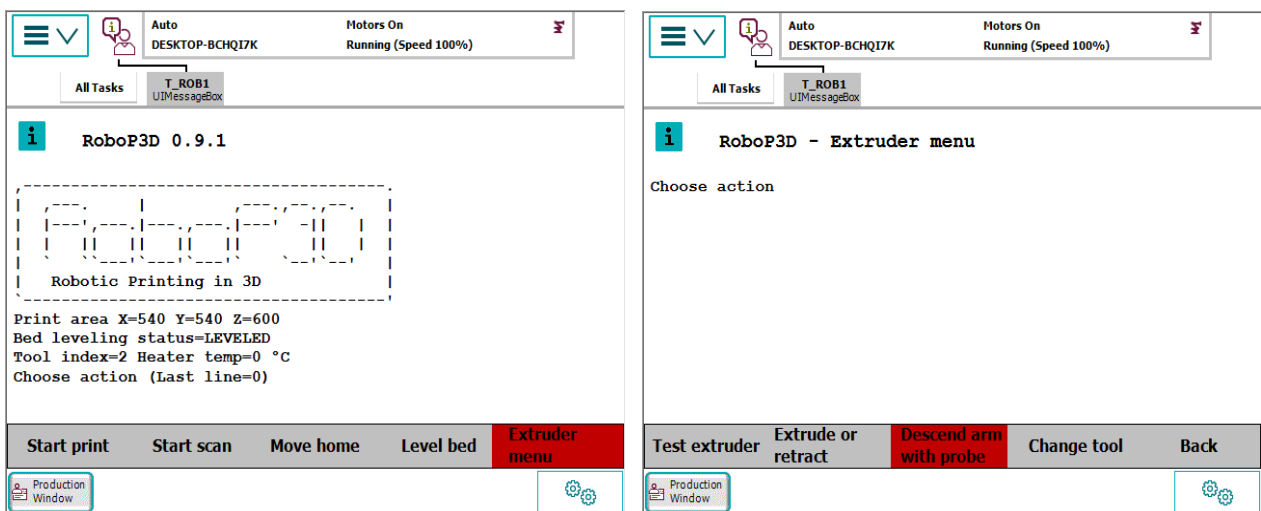 Auto
DESKTOP-BCHQI7K
Motors On
Running (Speed 100%)
All Tasks
T_ROB1
UIMessageBox
RoboP3D 0.9.1
Robotic Printing in 3D
Print area X=540 Y=540 Z=600
Bed leveling status=LEVELED
Tool index=2 Heater temp=0 °C
Choose action (Last line=0)
Start print
Start scan
Move home
Level bed
Extruder
menu
Production
Window
Auto
DESKTOP-BCHQI7K
Motors On
Running (Speed 100%)
All Tasks
T_ROB1
UIMessageBox
RoboP3D - Extruder menu
Choose action
Test extruder
Extrude or
retract
Descend arm
with probe
Change tool
Back
Production
Window